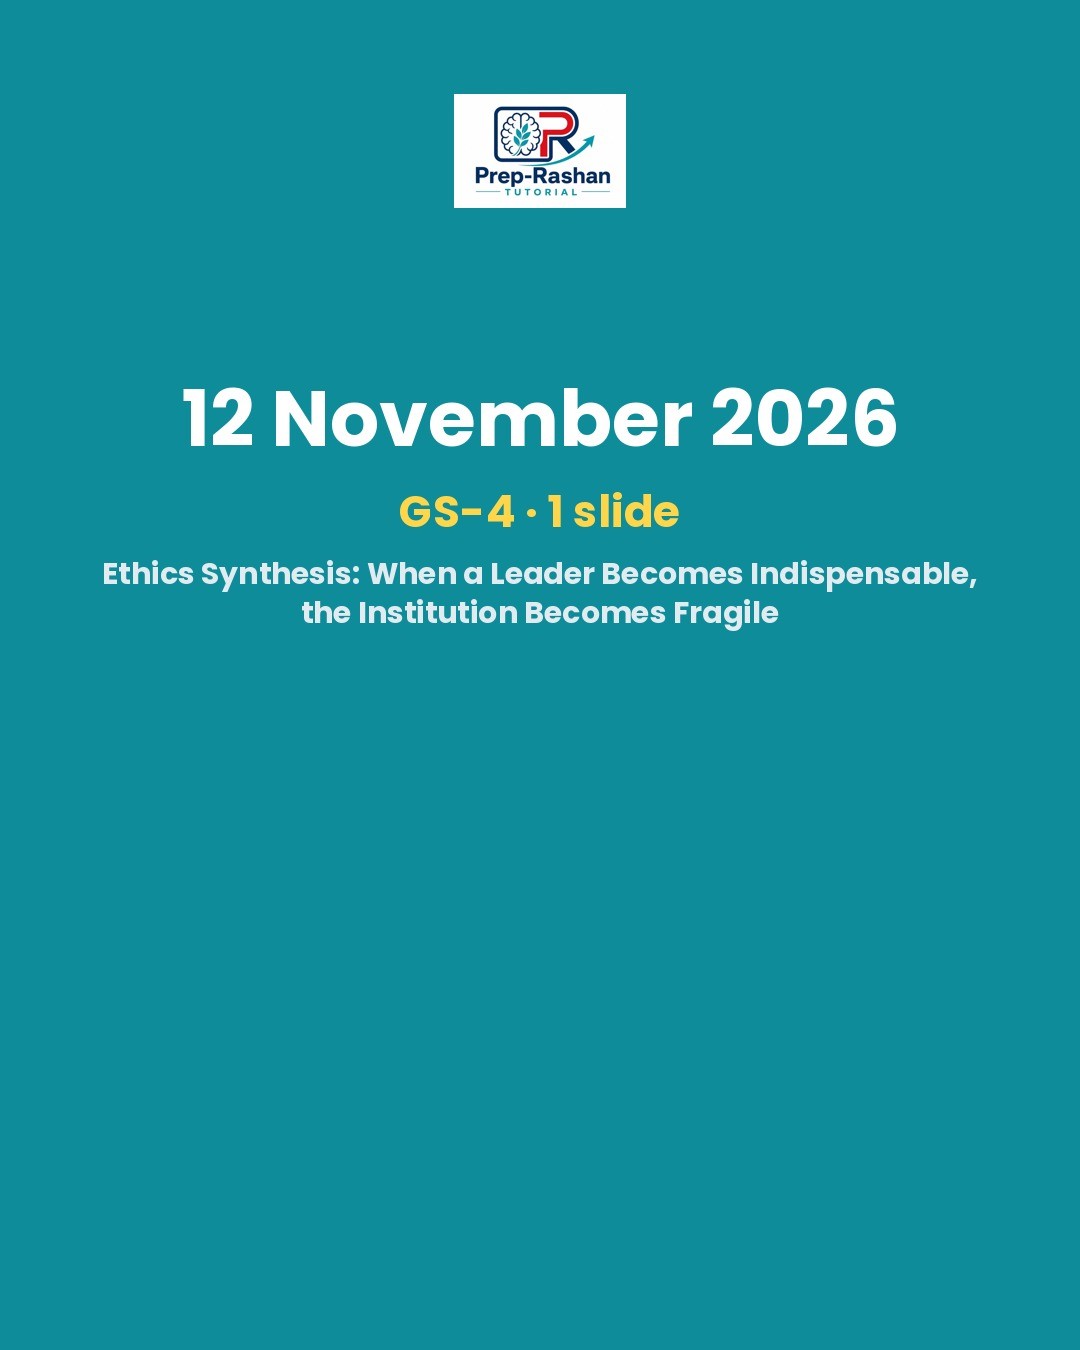 Prep-Rashan
TUTORIAL
12 November 2026
GS-4 · 1 slide
Ethics Synthesis: When a Leader Becomes Indispensable,
the Institution Becomes Fragile